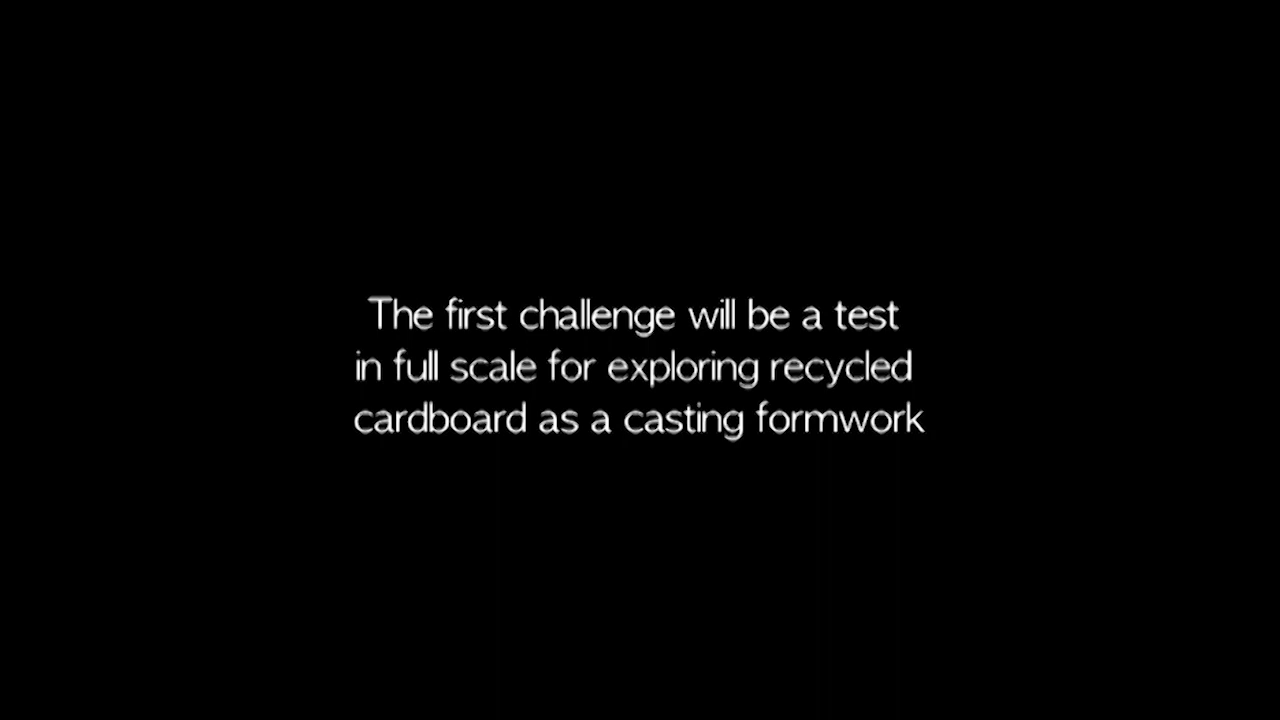 The first challenge will be a test
in full scale for exploring recycled
cardboard as a casting formwork